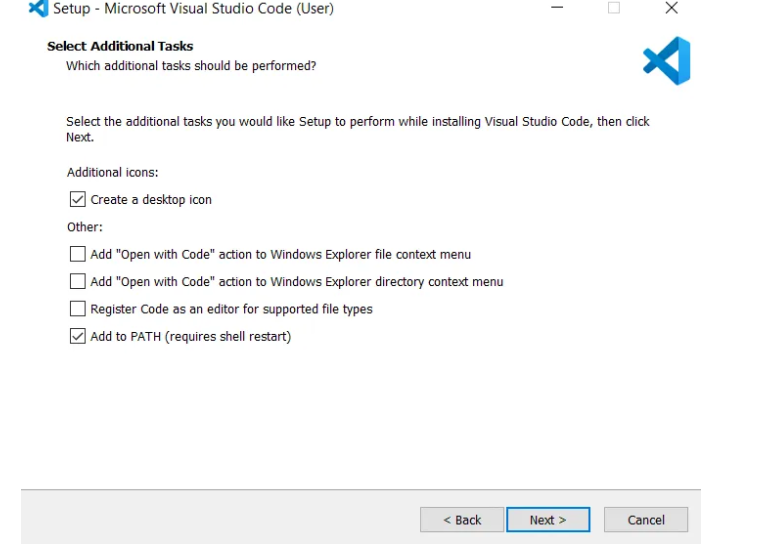 Setup - Microsoft Visual Studio Code (User)
Select Additional Tasks
Which additional tasks should be performed?
Select the additional tasks you would like Setup to perform while installing Visual Studio Code, then click
Next.
Additional icons:
Create a desktop icon
Other:
Add "Open with Code" action to Windows Explorer file context menu
Add "Open with Code" action to Windows Explorer directory context menu
Register Code as an editor for supported file types
Add to PATH (requires shell restart)
< Back Next > Cancel